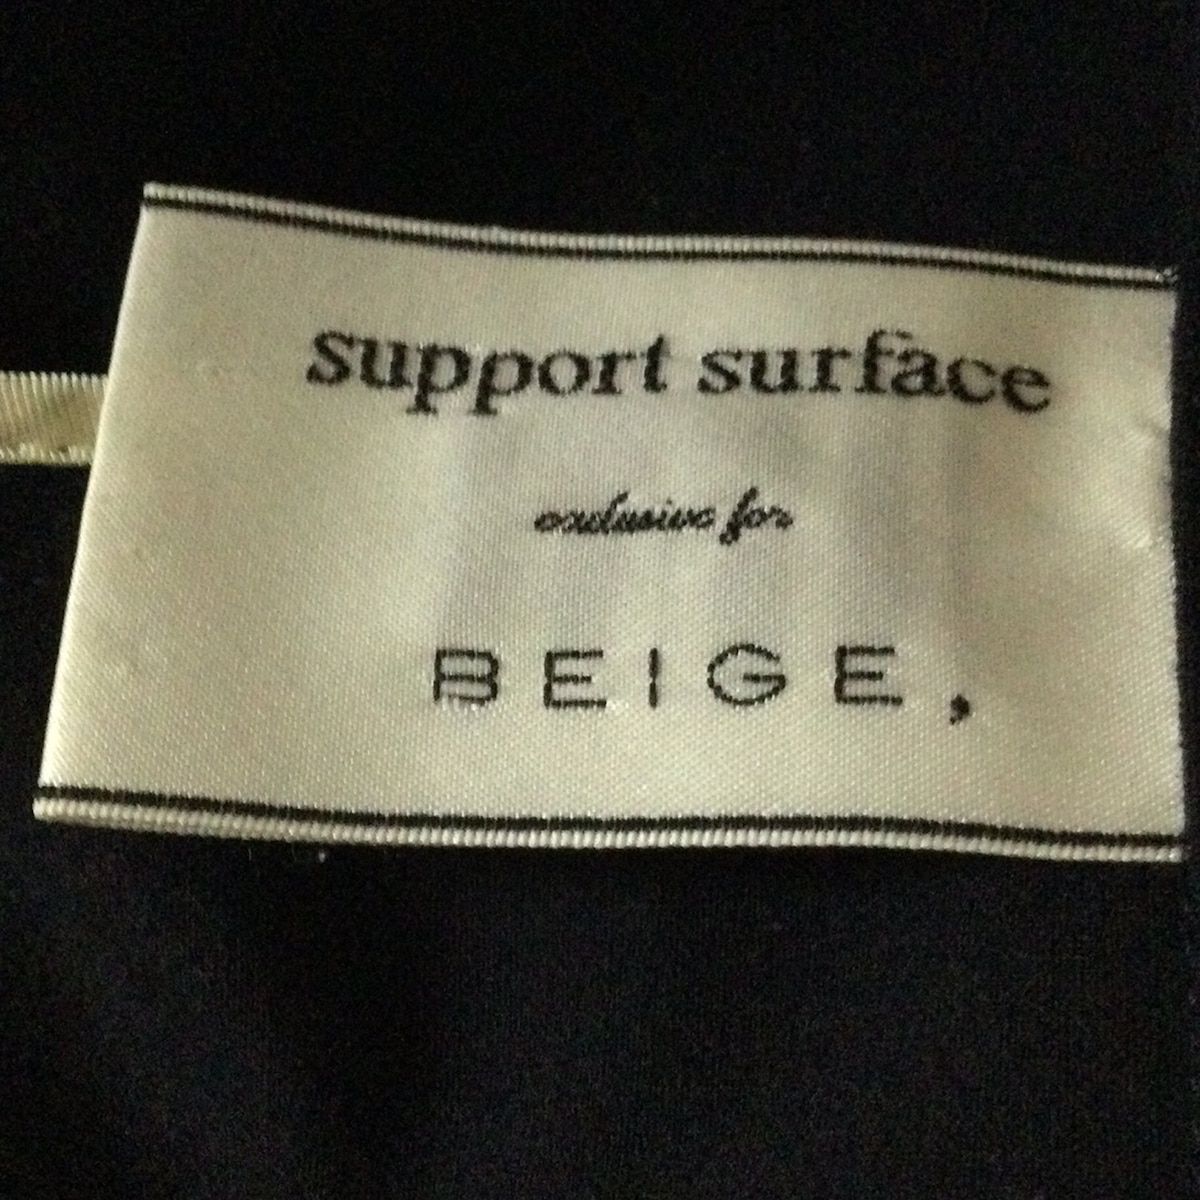 support surface
exclusive for
BEIGE,